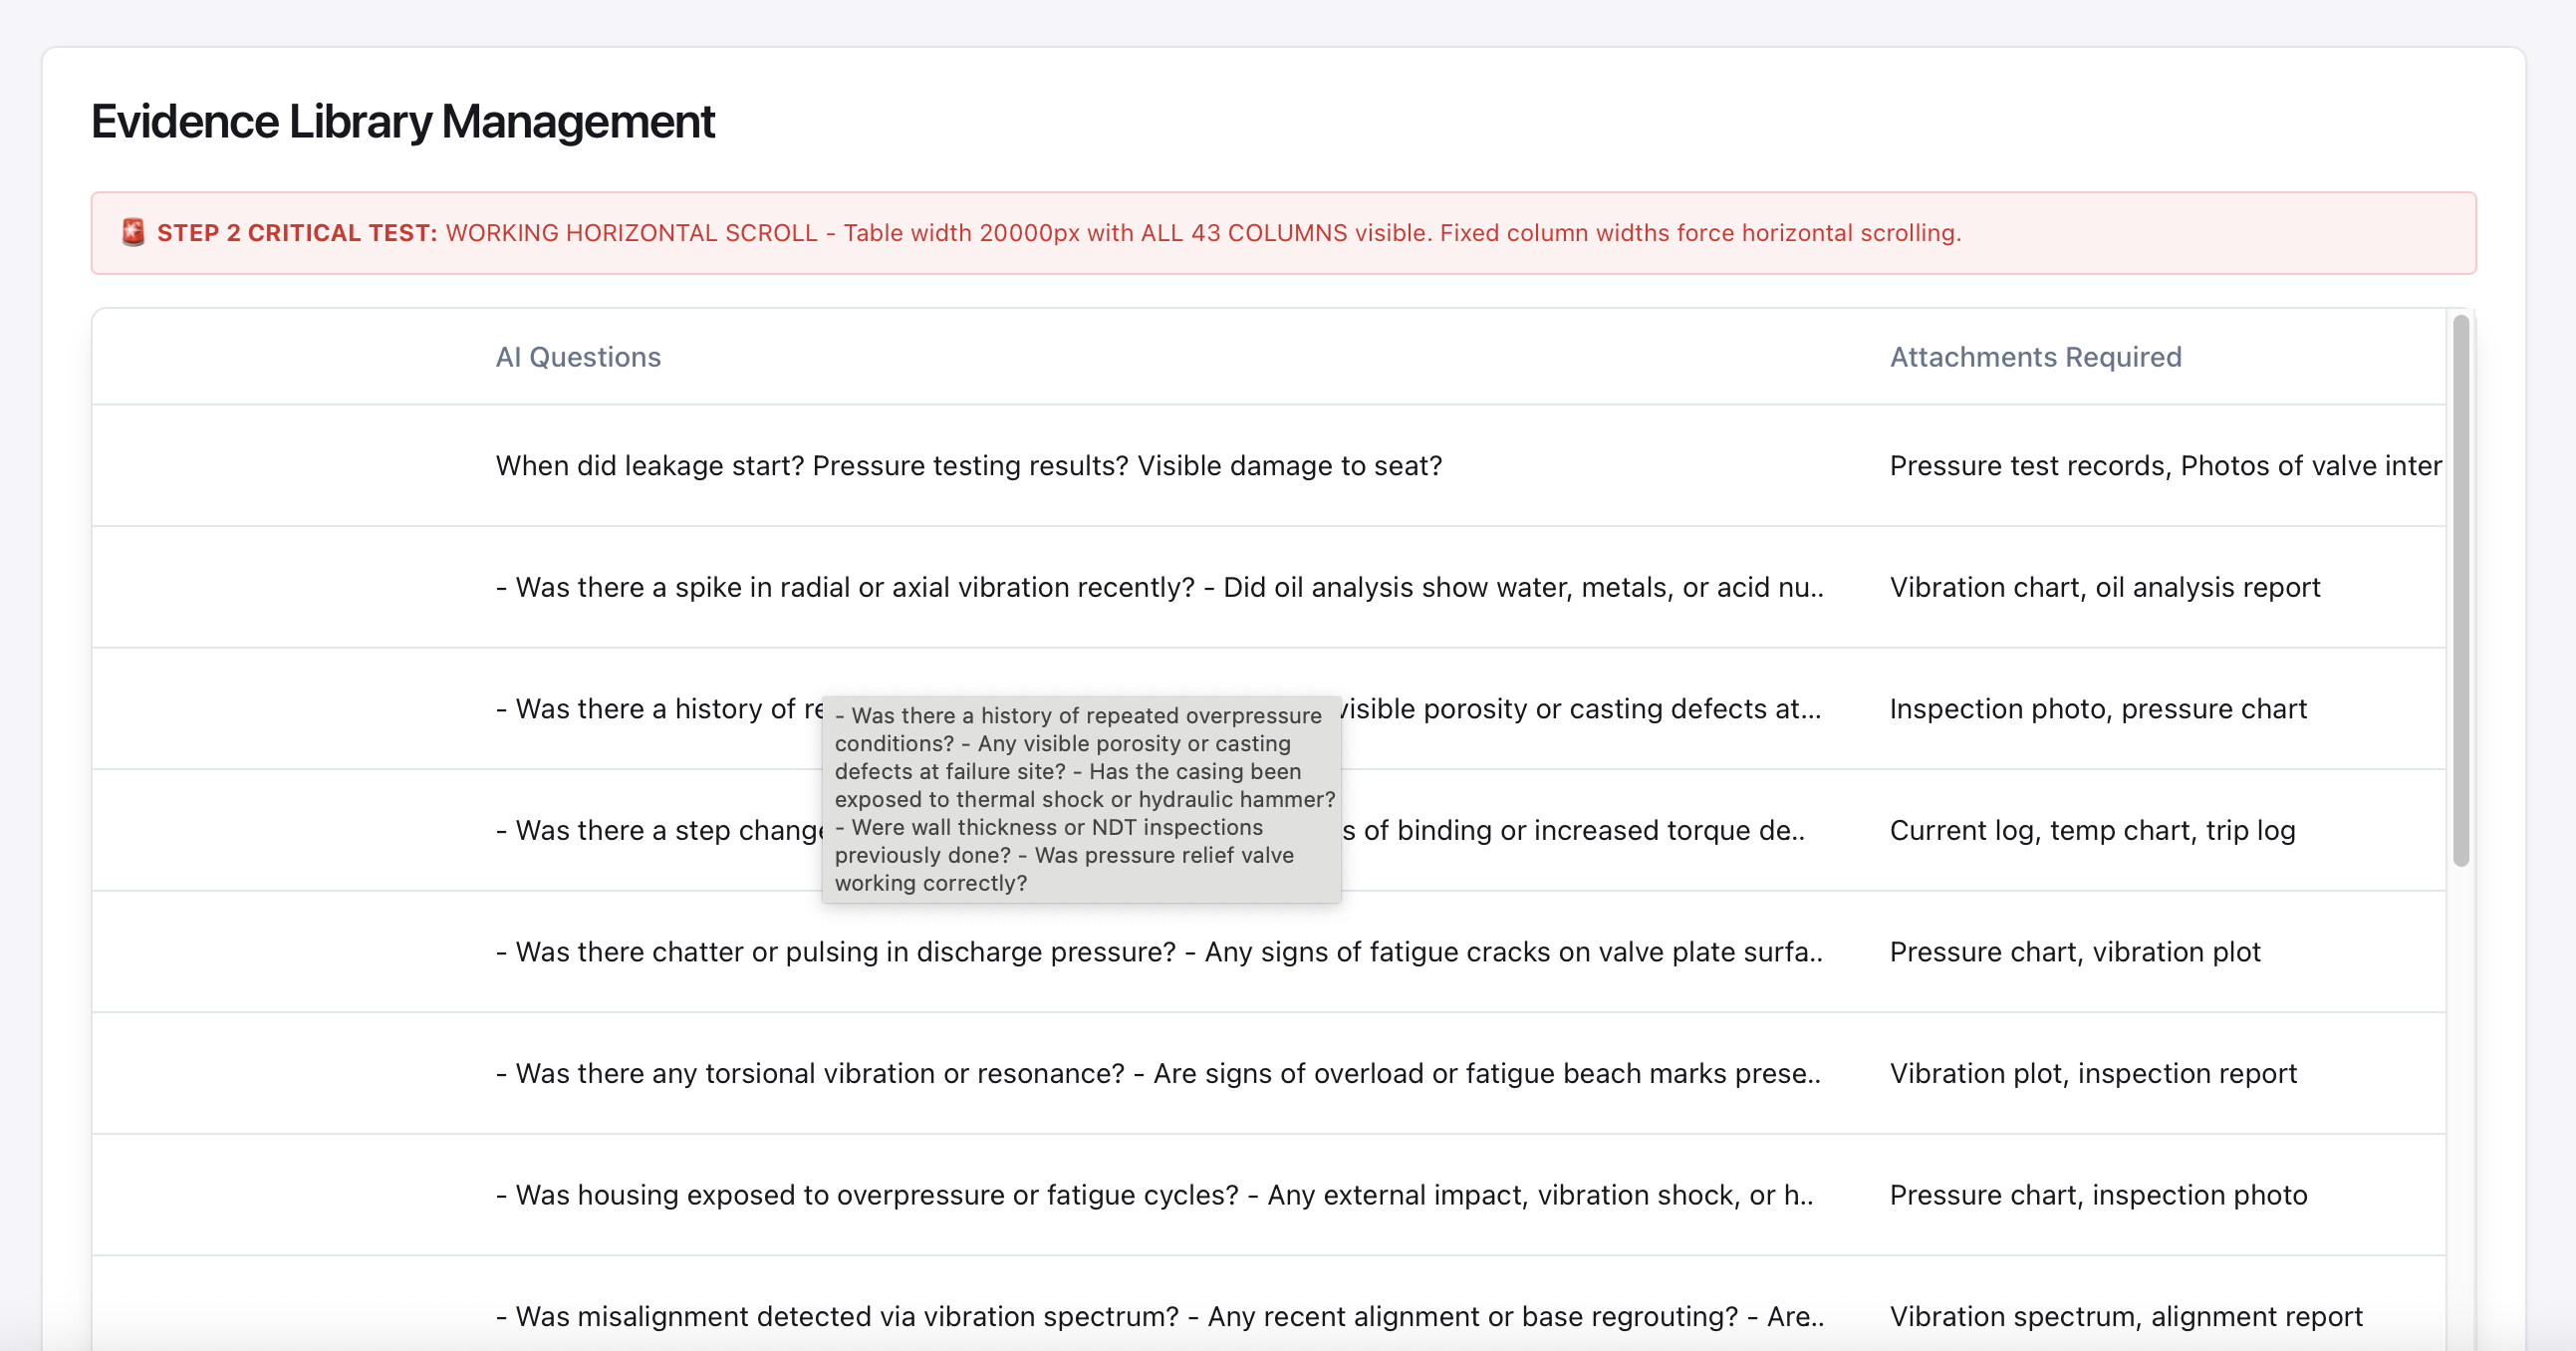 Evidence Library Management
🚨 STEP 2 CRITICAL TEST: WORKING HORIZONTAL SCROLL - Table width 20000px with ALL 43 COLUMNS visible. Fixed column widths force horizontal scrolling.
AI Questions Attachments Required
When did leakage start? Pressure testing results? Visible damage to seat? Pressure test records, Photos of valve inter
- Was there a spike in radial or axial vibration recently? - Did oil analysis show water, metals, or acid nu.. Vibration chart, oil analysis report
- Was there a history of re visible porosity or casting defects at... Inspection photo, pressure chart
- Was there a history of repeated overpressure
conditions? - Any visible porosity or casting
defects at failure site? - Has the casing been
exposed to thermal shock or hydraulic hammer?
- Were wall thickness or NDT inspections
previously done? - Was pressure relief valve
working correctly?
- Was there a step change s of binding or increased torque de.. Current log, temp chart, trip log
- Was there chatter or pulsing in discharge pressure? - Any signs of fatigue cracks on valve plate surfa.. Pressure chart, vibration plot
- Was there any torsional vibration or resonance? - Are signs of overload or fatigue beach marks prese.. Vibration plot, inspection report
- Was housing exposed to overpressure or fatigue cycles? - Any external impact, vibration shock, or h.. Pressure chart, inspection photo
- Was misalignment detected via vibration spectrum? - Any recent alignment or base regrouting? - Are.. Vibration spectrum, alignment report